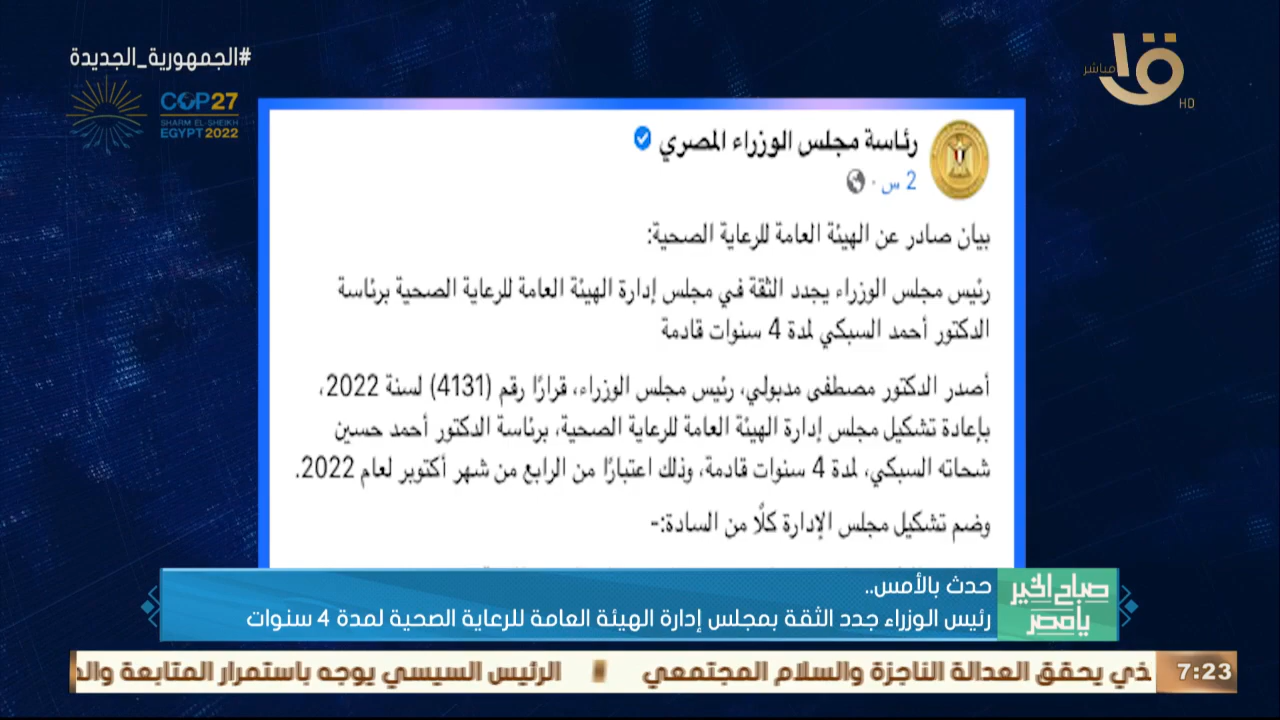 #الجمهورية_الجديدة
COP27
SHARM EL-SHEIKH
EGYPT 2022
مباشر
HD
رئاسة مجلس الوزراء المصري
2 س ·
بيان صادر عن الهيئة العامة للرعاية الصحية:
رئيس مجلس الوزراء يجدد الثقة في مجلس إدارة الهيئة العامة للرعاية الصحية برئاسة
الدكتور أحمد السبكي لمدة 4 سنوات قادمة
أصدر الدكتور مصطفى مدبولي، رئيس مجلس الوزراء، قرارًا رقم (4131) لسنة 2022،
بإعادة تشكيل مجلس إدارة الهيئة العامة للرعاية الصحية، برئاسة الدكتور أحمد حسين
شحاته السبكي، لمدة 4 سنوات قادمة، وذلك اعتبارًا من الرابع من شهر أكتوبر لعام 2022.
وضم تشكيل مجلس الإدارة كلًا من السادة:-
صباح الخير
يا مصر
حدث بالأمس..
رئيس الوزراء جدد الثقة بمجلس إدارة الهيئة العامة للرعاية الصحية لمدة 4 سنوات
7:23
ذي يحقق العدالة الناجزة والسلام المجتمعي الرئيس السيسي يوجه باستمرار المتابعة